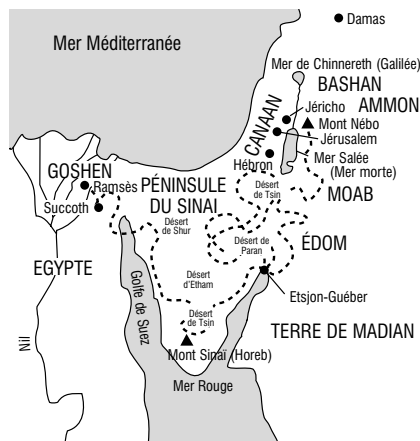 Damas
Mer Méditerranée
Mer de Chinnereth (Galilée)
BASHAN
Jéricho
AMMON
CANAAN
Mont Nébo
Jérusalem
GOSHEN
Hébron
Mer Salée
(Mer morte)
Ramsès
PÉNINSULE
DU SINAI
Désert
de Tsin
MOAB
Succoth
Désert
de Shur
ÉDOM
Désert de
Paran
EGYPTE
Désert
d'Etham
Etsjon-Guéber
Golfe de Suez
Désert
de Tsin
TERRE DE MADIAN
Nil
Mont Sinaï (Horeb)
Mer Rouge